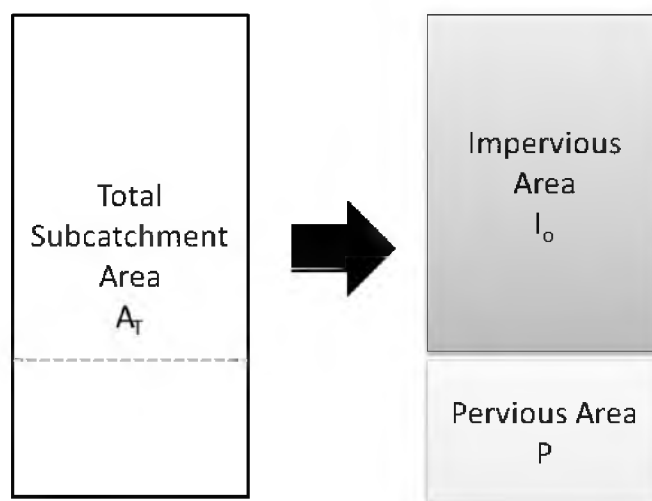 Total
Subcatchment
Area
A_T
Impervious
Area
I_o
Pervious Area
P